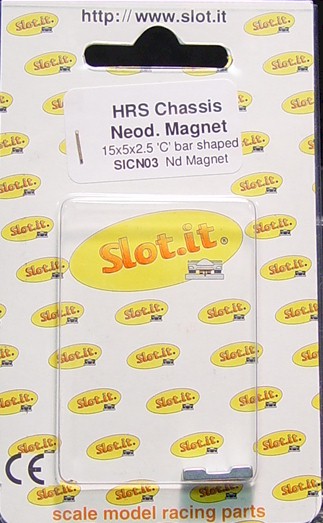 http://www.slot.it
HRS Chassis
Neod. Magnet
15x5x2.5 'C' bar shaped
SICN03 Nd Magnet
Slot.it®
CE
scale model racing parts